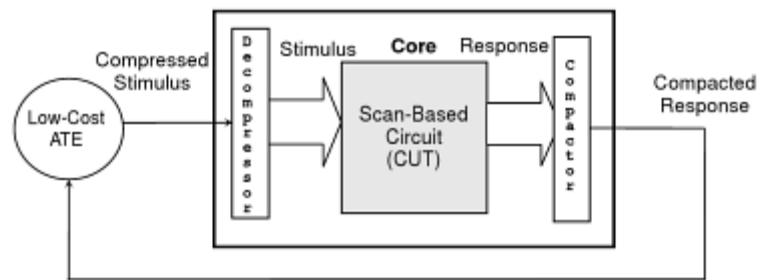 Compressed
Stimulus
Low-Cost
ATE
Decompressor
Stimulus
Core
Scan-Based
Circuit
(CUT)
Response
Compactor
Compacted
Response